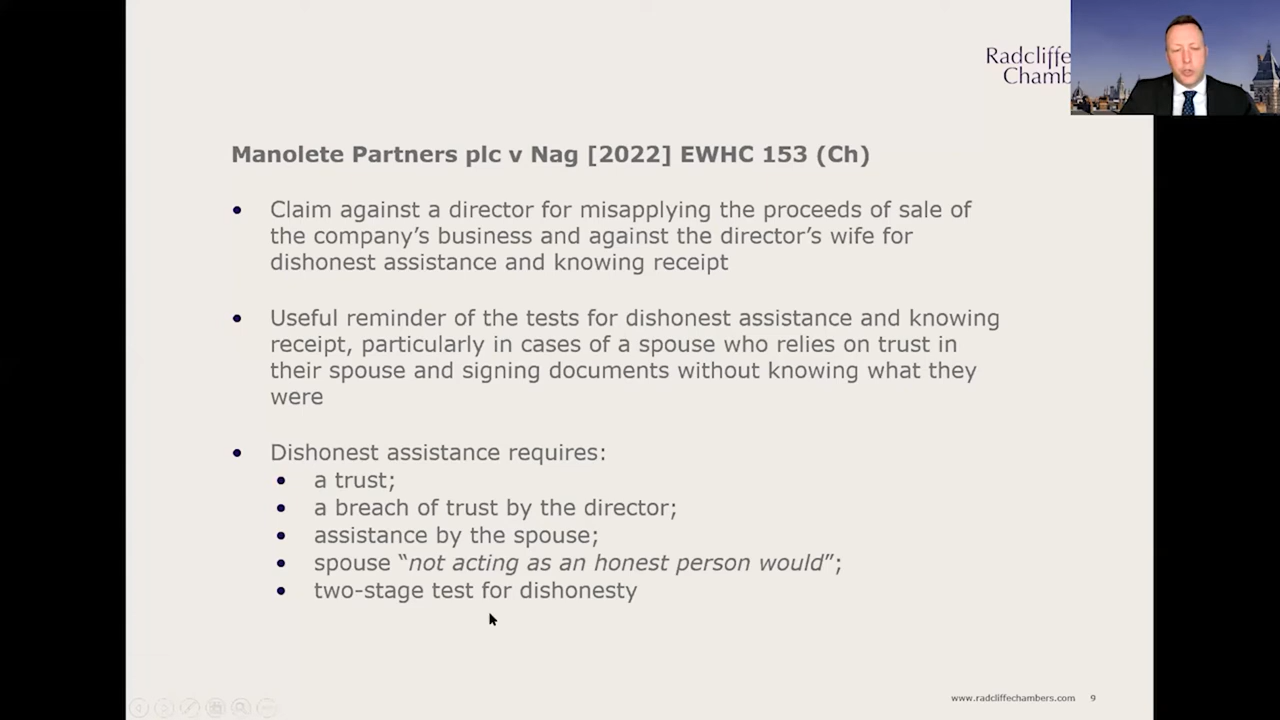 Radcliffe
Chamb
Manolete Partners plc v Nag [2022] EWHC 153 (Ch)
• Claim against a director for misapplying the proceeds of sale of
the company’s business and against the director’s wife for
dishonest assistance and knowing receipt
• Useful reminder of the tests for dishonest assistance and knowing
receipt, particularly in cases of a spouse who relies on trust in
their spouse and signing documents without knowing what they
were
• Dishonest assistance requires:
• a trust;
• a breach of trust by the director;
• assistance by the spouse;
• spouse “not acting as an honest person would”;
• two-stage test for dishonesty
www.radcliffechambers.com 9